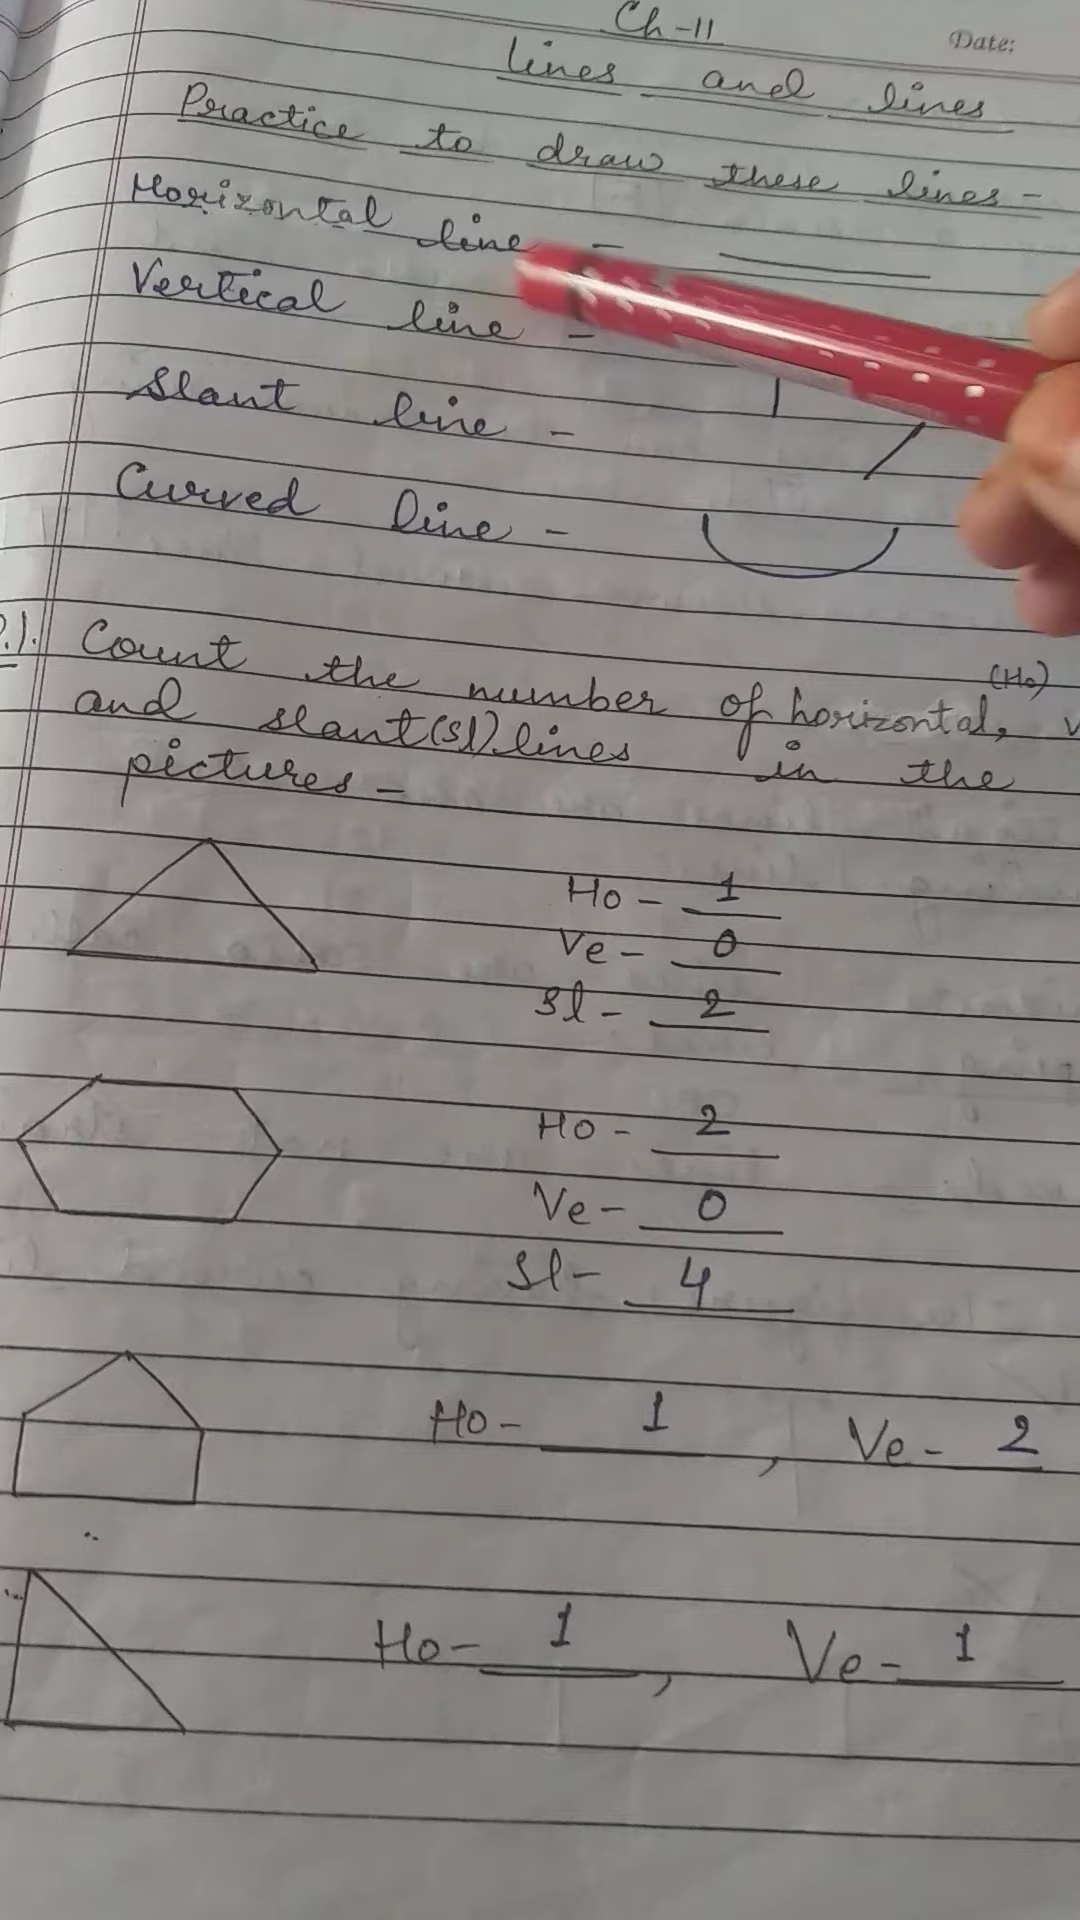 Ch-11
Date:
lines and lines
Practice to draw these lines-
Horizontal line -
Vertical line -
Slant line -
Curved line -
.1. Count the number of horizontal, (Ho)
and slant(sl) lines in the
pictures -
Ho- 1
Ve- 0
Sl- 2
Ho- 2
Ve- 0
Sl- 4
Ho- 1, Ve- 2
Ho- 1, Ve- 1